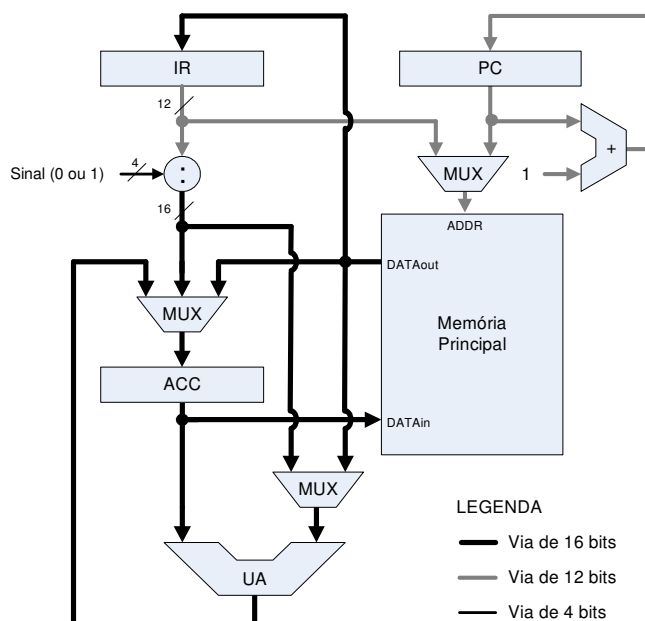 IR
PC
12
4
Sinal (0 ou 1)
:
MUX
1
+
16
ADDR
DATAout
MUX
Memória
Principal
ACC
DATAin
MUX
LEGENDA
Via de 16 bits
UA
Via de 12 bits
Via de 4 bits